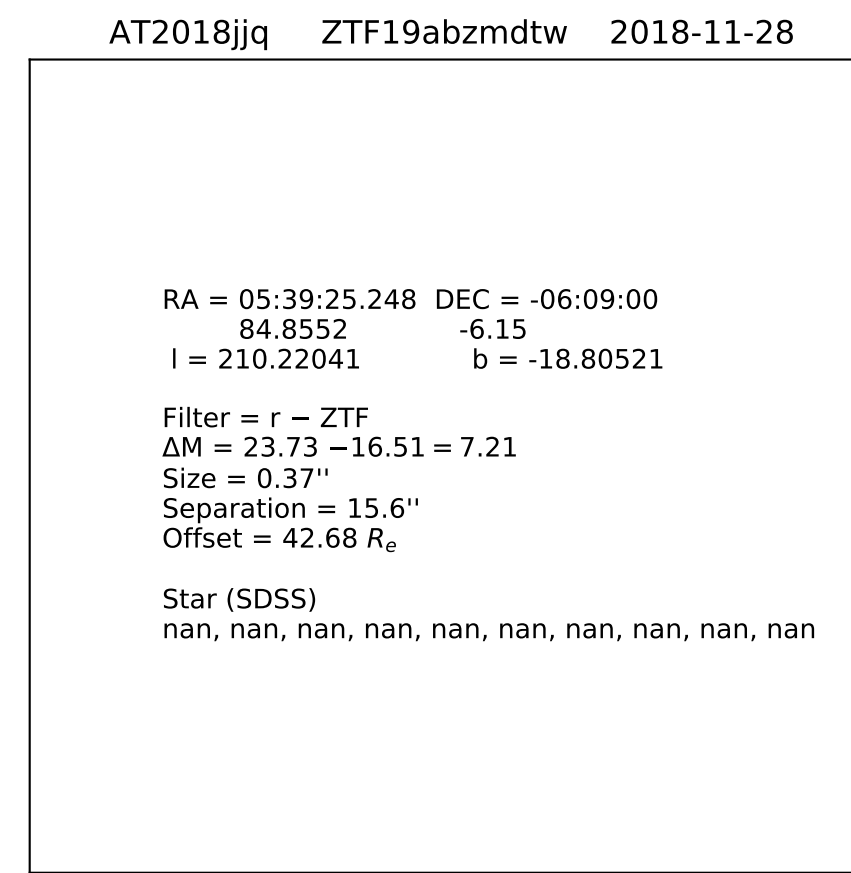 AT2018jjq ZTF19abzmdtw 2018-11-28
RA = 05:39:25.248 DEC = -06:09:00
84.8552 -6.15
l = 210.22041 b = -18.80521
Filter = r − ZTF
ΔM = 23.73 −16.51 = 7.21
Size = 0.37''
Separation = 15.6''
Offset = 42.68 Re
Star (SDSS)
nan, nan, nan, nan, nan, nan, nan, nan, nan, nan